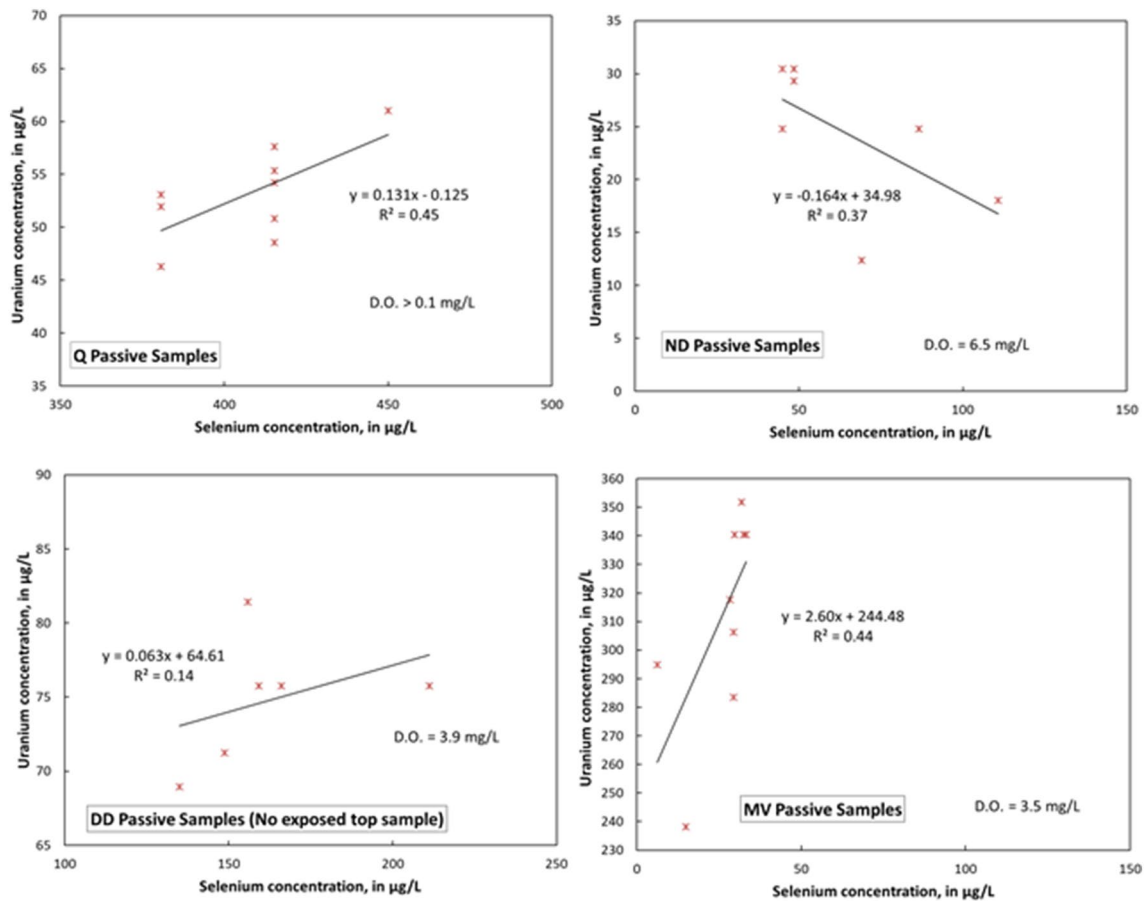 70
65
60
55
50
45
40
35
Uranium concentration, in µg/L
y = 0.131x - 0.125
R² = 0.45
D.O. > 0.1 mg/L
Q Passive Samples
350
400
450
500
Selenium concentration, in µg/L
35
30
25
20
15
10
5
0
Uranium concentration, in µg/L
y = -0.164x + 34.98
R² = 0.37
D.O. = 6.5 mg/L
ND Passive Samples
0
50
100
150
Selenium concentration, in µg/L
90
85
80
75
70
65
Uranium concentration, in µg/L
y = 0.063x + 64.61
R² = 0.14
D.O. = 3.9 mg/L
DD Passive Samples (No exposed top sample)
100
150
200
250
Selenium concentration, in µg/L
360
350
340
330
320
310
300
290
280
270
260
250
240
230
Uranium concentration, in µg/L
y = 2.60x + 244.48
R² = 0.44
MV Passive Samples
D.O. = 3.5 mg/L
0
50
100
150
Selenium concentration, in µg/L